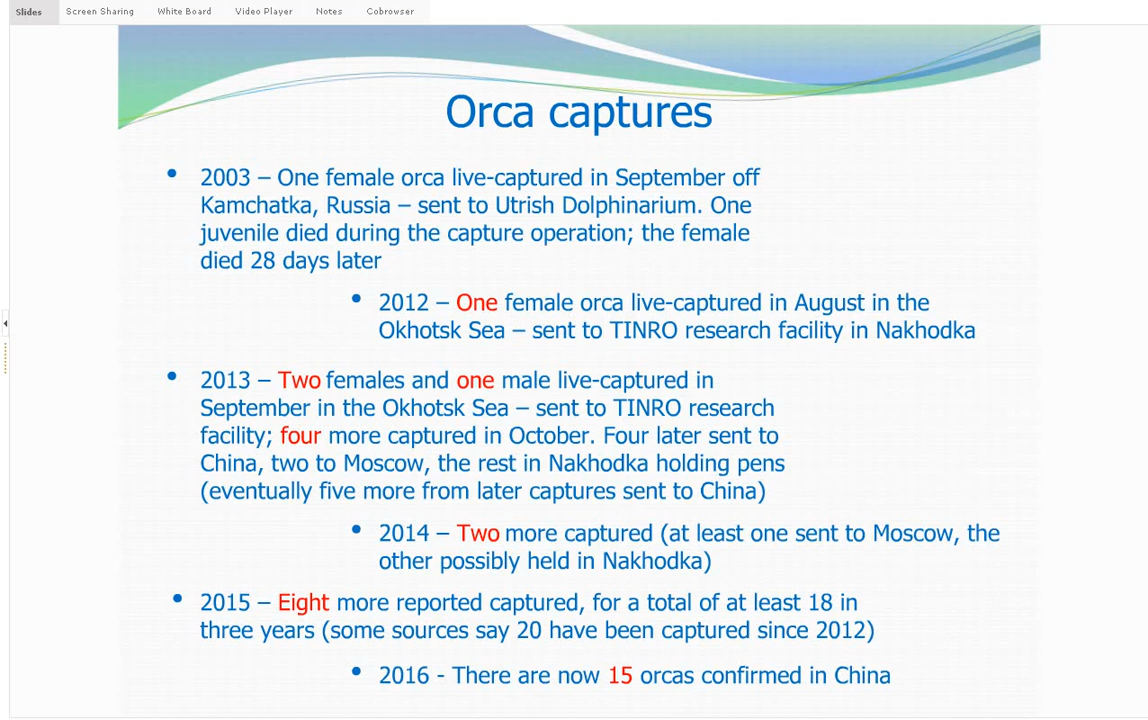 Slides Screen Sharing White Board Video Player Notes Cobrowser
Orca captures
• 2003 – One female orca live-captured in September off
Kamchatka, Russia – sent to Utrish Dolphinarium. One
juvenile died during the capture operation; the female
died 28 days later
• 2012 – One female orca live-captured in August in the
Okhotsk Sea – sent to TINRO research facility in Nakhodka
• 2013 – Two females and one male live-captured in
September in the Okhotsk Sea – sent to TINRO research
facility; four more captured in October. Four later sent to
China, two to Moscow, the rest in Nakhodka holding pens
(eventually five more from later captures sent to China)
• 2014 – Two more captured (at least one sent to Moscow, the
other possibly held in Nakhodka)
• 2015 – Eight more reported captured, for a total of at least 18 in
three years (some sources say 20 have been captured since 2012)
• 2016 - There are now 15 orcas confirmed in China